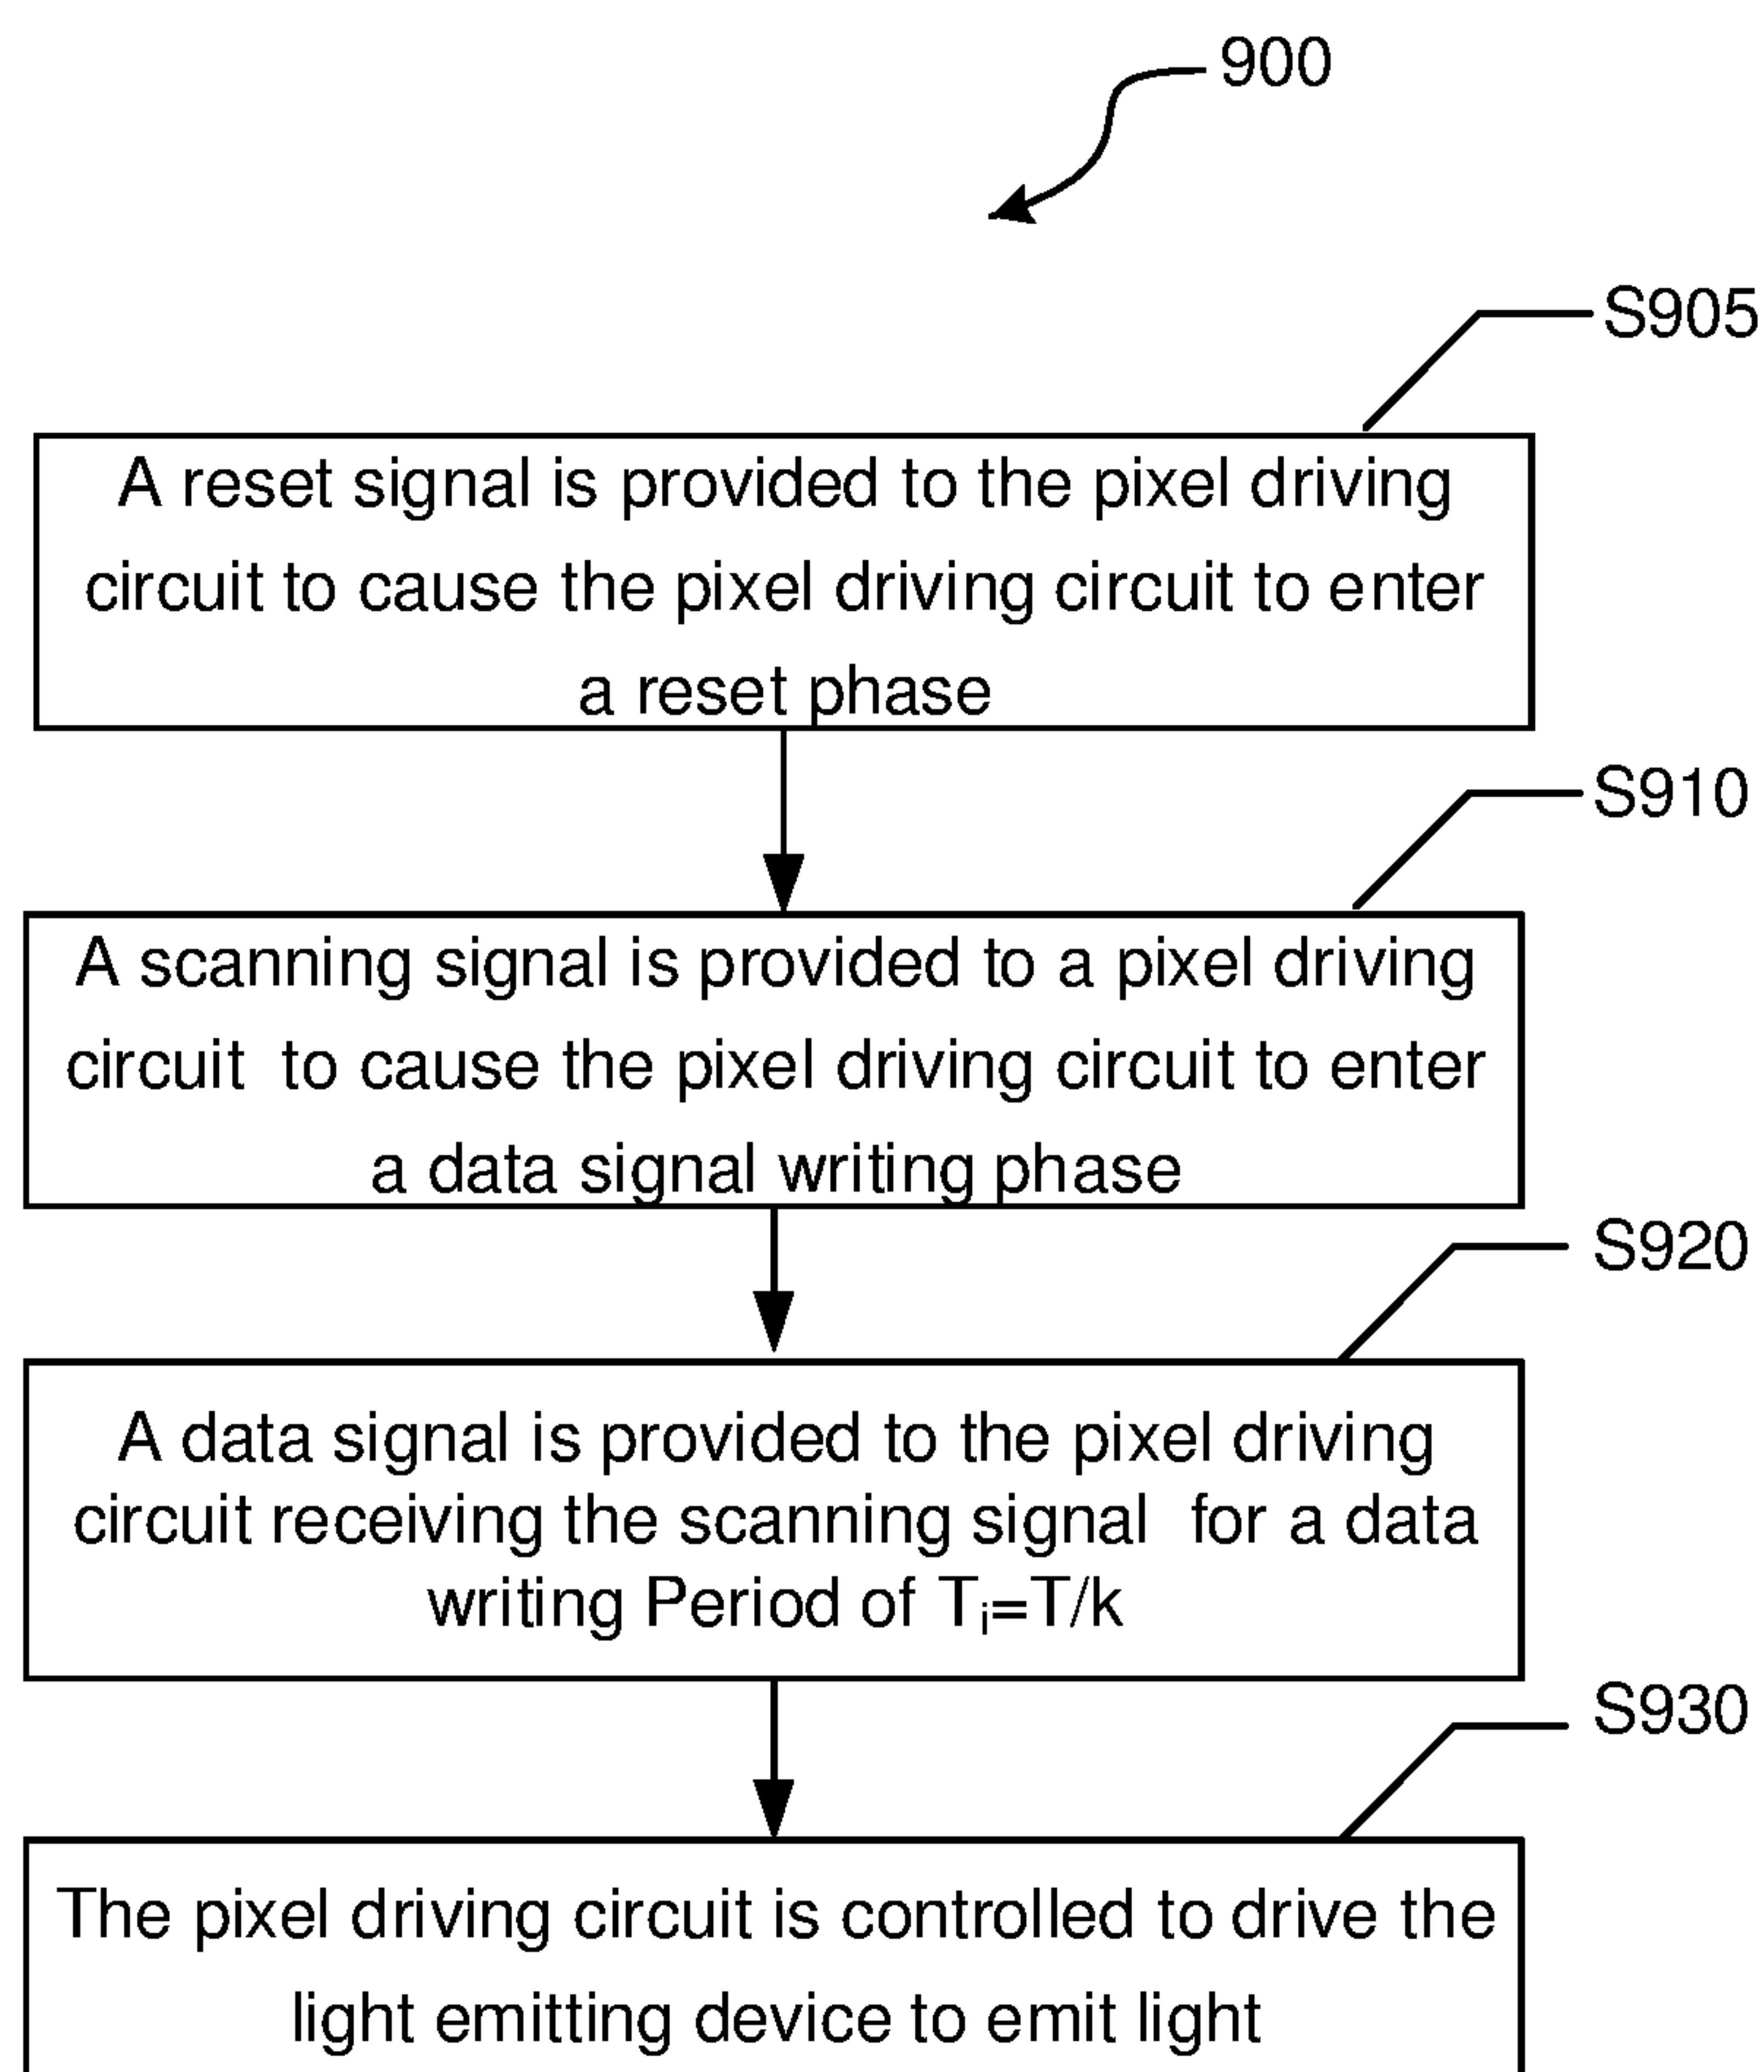 900
S905
A reset signal is provided to the pixel driving
circuit to cause the pixel driving circuit to enter
a reset phase
S910
A scanning signal is provided to a pixel driving
circuit to cause the pixel driving circuit to enter
a data signal writing phase
S920
A data signal is provided to the pixel driving
circuit receiving the scanning signal for a data
writing Period of Tᵢ=T/k
S930
The pixel driving circuit is controlled to drive the
light emitting device to emit light